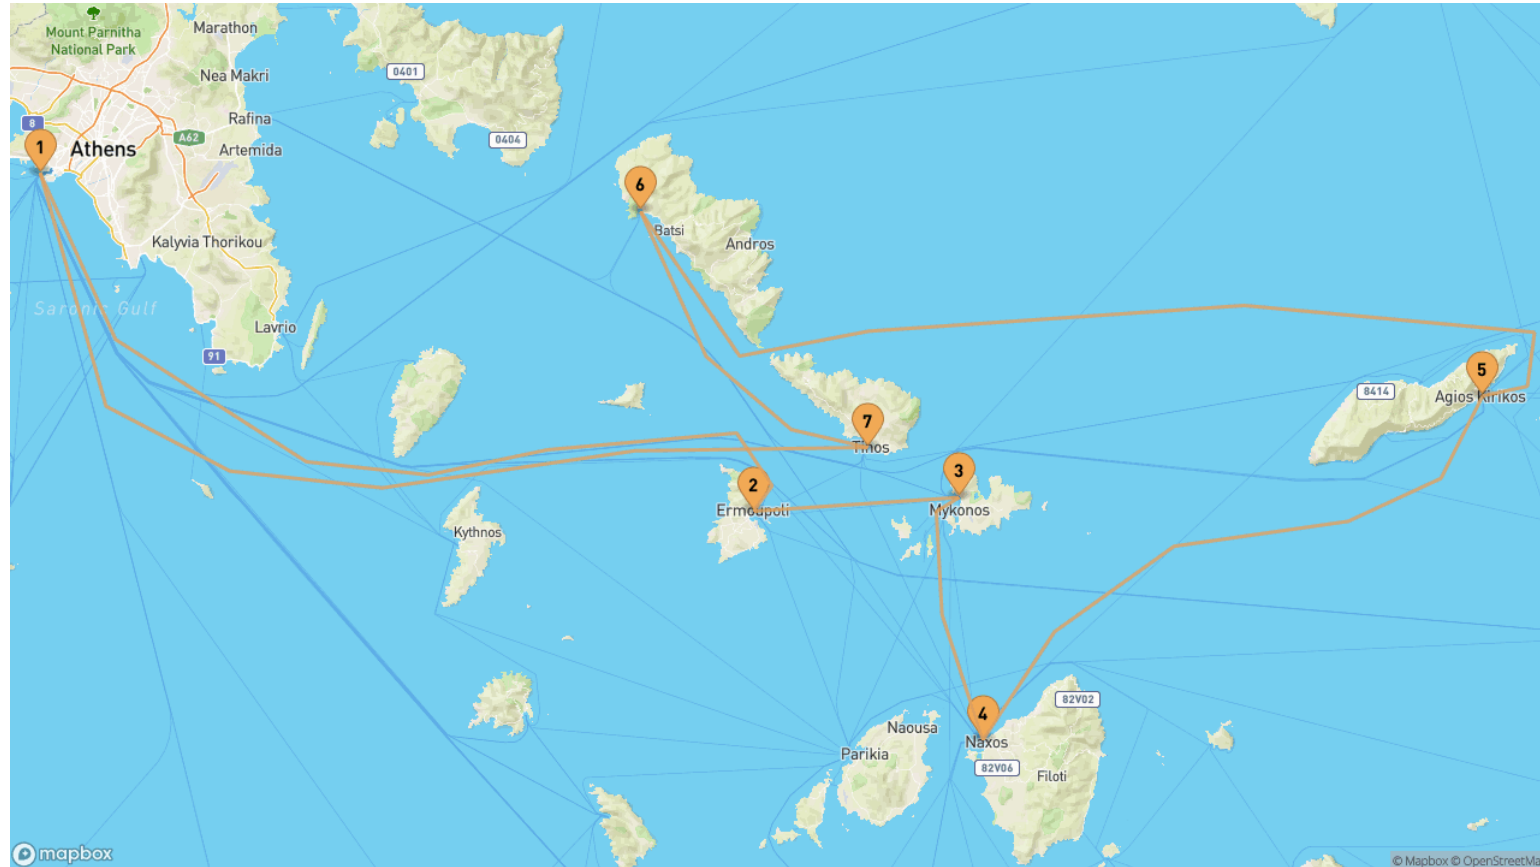 Mount Parnitha
National Park
Marathon
0401
Nea Makri
8
Rafina
A62
0404
1
Athens
Artemida
6
Batsi
Kalyvia Thorikou
Andros
Saronic Gulf
Lavrio
91
5
8414
Agios Kirikos
7
Tinos
3
2
Ermoupoli
Mykonos
Kythnos
82V02
4
Naousa
Naxos
Parikia
82V06
Filoti
mapbox
© Mapbox © OpenStreetMa